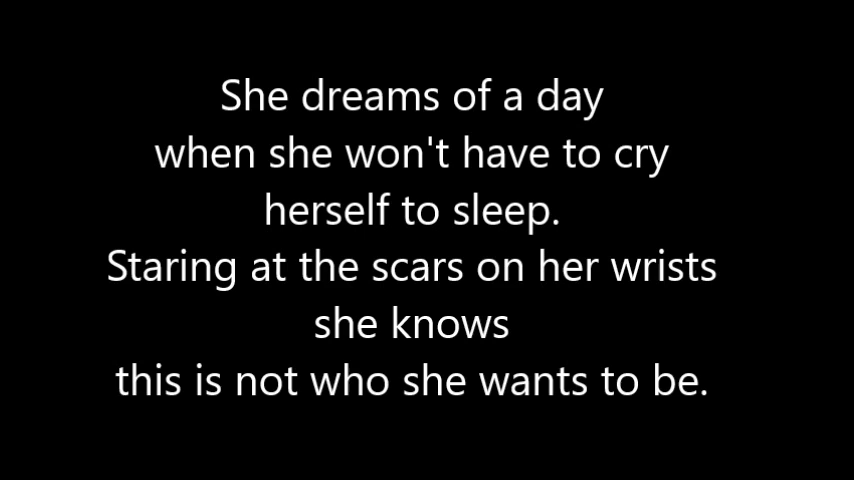 She dreams of a day
when she won't have to cry
herself to sleep.
Staring at the scars on her wrists
she knows
this is not who she wants to be.